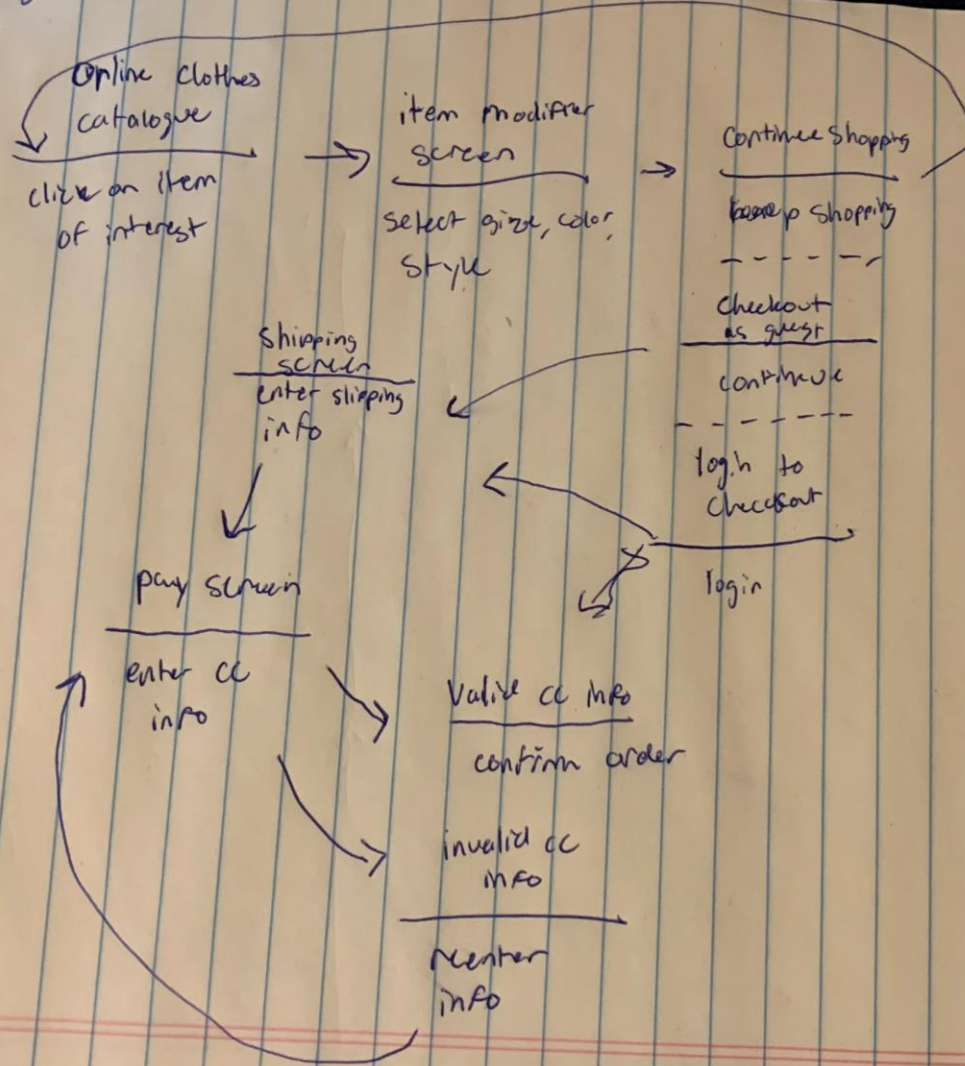 Online Clothes
catalogue
click on item
of interest
item modifier
screen
select size, color,
style
Continue Shopping
shopping
Checkout
as guest
continue
login to
Checkout
login
Shipping
screen
enter shipping
info
pay screen
enter cc
info
Valid cc info
confirm order
invalid cc
info
reenter
info